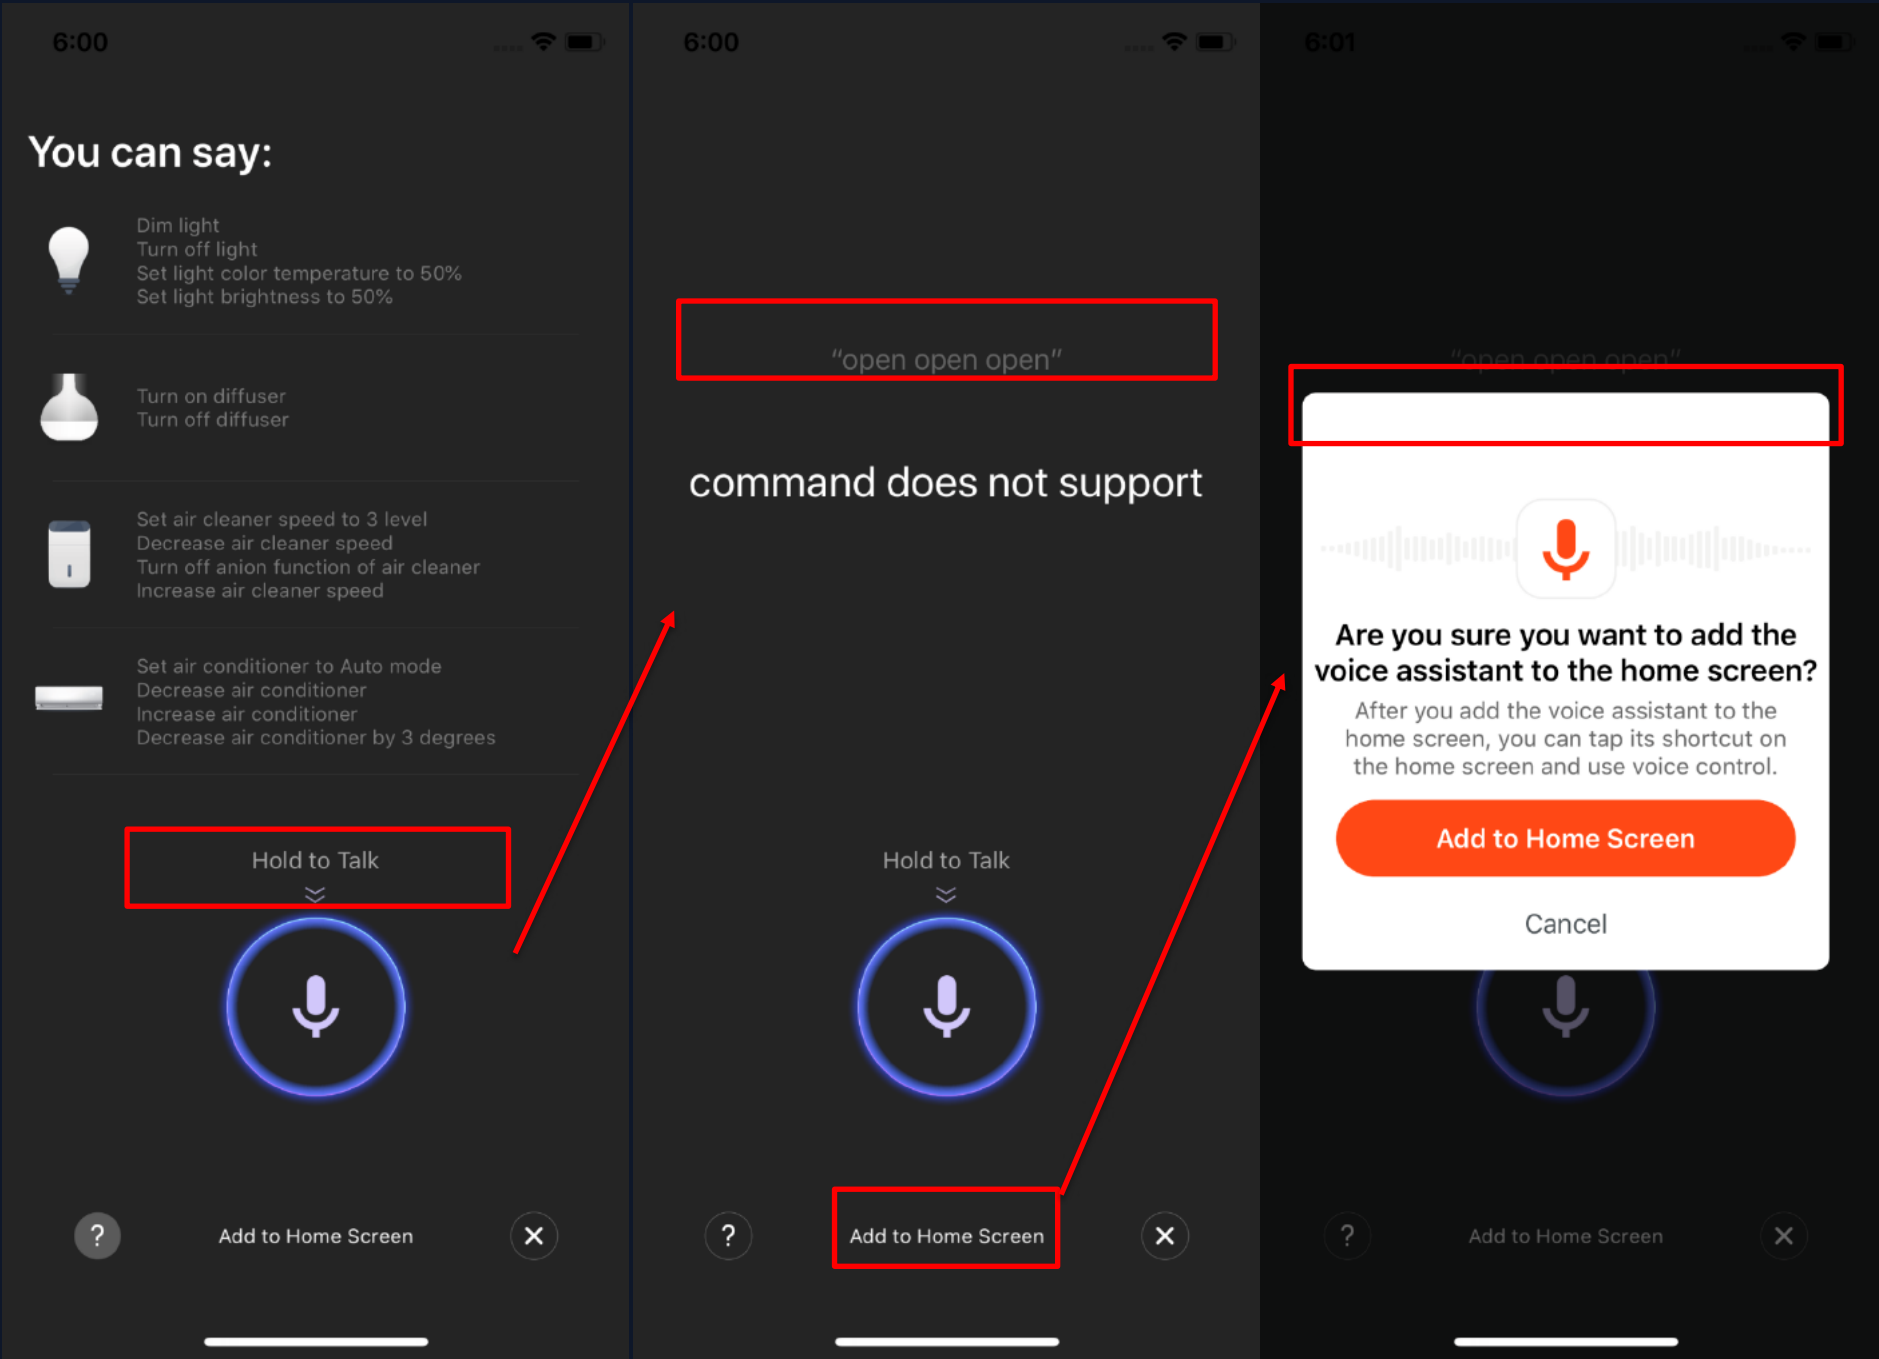 6:00
You can say:
Dim light
Turn off light
Set light color temperature to 50%
Set light brightness to 50%
Turn on diffuser
Turn off diffuser
Set air cleaner speed to 3 level
Decrease air cleaner speed
Turn off anion function of air cleaner
Increase air cleaner speed
Set air conditioner to Auto mode
Decrease air conditioner
Increase air conditioner
Decrease air conditioner by 3 degrees
Hold to Talk
?
Add to Home Screen
6:00
“open open open”
command does not support
Hold to Talk
?
Add to Home Screen
6:01
“open open open”
Are you sure you want to add the
voice assistant to the home screen?
After you add the voice assistant to the
home screen, you can tap its shortcut on
the home screen and use voice control.
Add to Home Screen
Cancel
?
Add to Home Screen